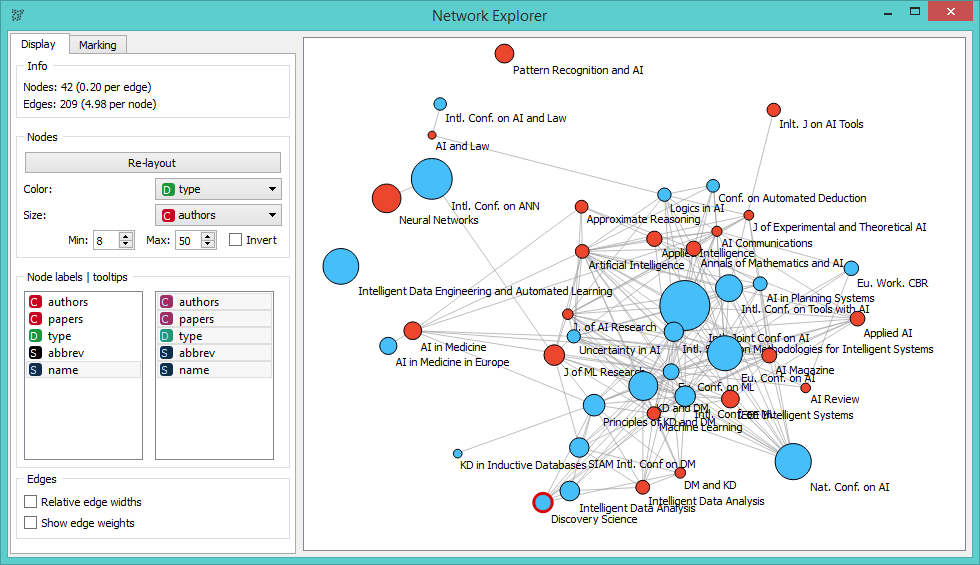 Network Explorer
Display
Marking
Info
Nodes: 42 (0.20 per edge)
Edges: 209 (4.98 per node)
Nodes
Re-layout
Color:
D type
Size:
C authors
Min: 8 Max: 50 Invert
Node labels | tooltips
C authors
C papers
D type
S abbrev
S name
C authors
C papers
D type
S abbrev
S name
Edges
Relative edge widths
Show edge weights
Pattern Recognition and AI
Intl. Conf. on AI and Law
Inlt. J on AI Tools
AI and Law
Intl. Conf. on ANN
Conf. on Automated Deduction
Logics in AI
Neural Networks
Approximate Reasoning
J of Experimental and Theoretical AI
AI Communications
Applied Intelligence
Artificial Intelligence
Annals of Mathematics and AI
Eu. Work. CBR
Intelligent Data Engineering and Automated Learning
AI in Planning Systems
Intl. Conf. on Tools with AI
J. of AI Research
Joint Conf on AI
Applied AI
AI in Medicine
Uncertainty in AI
Intl.
on Methodologies for Intelligent Systems
AI in Medicine in Europe
J of ML Research
AI Magazine
Eu. Conf. on AI
Conf. on ML
AI Review
KD and DM
Intl. Conf. on ML
IEEE Intelligent Systems
Principles of KD and DM
Machine Learning
KD in Inductive Databases
SIAM Intl. Conf on DM
DM and KD
Nat. Conf. on AI
Intelligent Data Analysis
Intelligent Data Analysis
Discovery Science